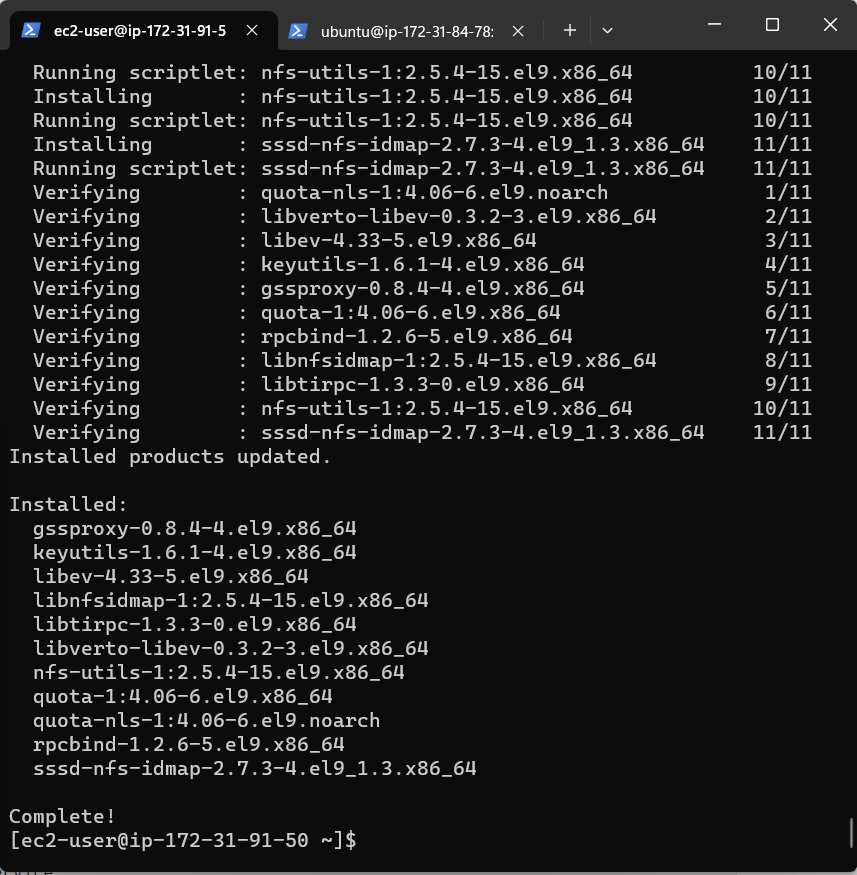 ec2-user@ip-172-31-91-5
ubuntu@ip-172-31-84-78:
Running scriptlet: nfs-utils-1:2.5.4-15.el9.x86_64 10/11
Installing : nfs-utils-1:2.5.4-15.el9.x86_64 10/11
Running scriptlet: nfs-utils-1:2.5.4-15.el9.x86_64 10/11
Installing : sssd-nfs-idmap-2.7.3-4.el9_1.3.x86_64 11/11
Running scriptlet: sssd-nfs-idmap-2.7.3-4.el9_1.3.x86_64 11/11
Verifying : quota-nls-1:4.06-6.el9.noarch 1/11
Verifying : libverto-libev-0.3.2-3.el9.x86_64 2/11
Verifying : libev-4.33-5.el9.x86_64 3/11
Verifying : keyutils-1.6.1-4.el9.x86_64 4/11
Verifying : gssproxy-0.8.4-4.el9.x86_64 5/11
Verifying : quota-1:4.06-6.el9.x86_64 6/11
Verifying : rpcbind-1.2.6-5.el9.x86_64 7/11
Verifying : libnfsidmap-1:2.5.4-15.el9.x86_64 8/11
Verifying : libtirpc-1.3.3-0.el9.x86_64 9/11
Verifying : nfs-utils-1:2.5.4-15.el9.x86_64 10/11
Verifying : sssd-nfs-idmap-2.7.3-4.el9_1.3.x86_64 11/11
Installed products updated.
Installed:
gssproxy-0.8.4-4.el9.x86_64
keyutils-1.6.1-4.el9.x86_64
libev-4.33-5.el9.x86_64
libnfsidmap-1:2.5.4-15.el9.x86_64
libtirpc-1.3.3-0.el9.x86_64
libverto-libev-0.3.2-3.el9.x86_64
nfs-utils-1:2.5.4-15.el9.x86_64
quota-1:4.06-6.el9.x86_64
quota-nls-1:4.06-6.el9.noarch
rpcbind-1.2.6-5.el9.x86_64
sssd-nfs-idmap-2.7.3-4.el9_1.3.x86_64
Complete!
[ec2-user@ip-172-31-91-50 ~]$